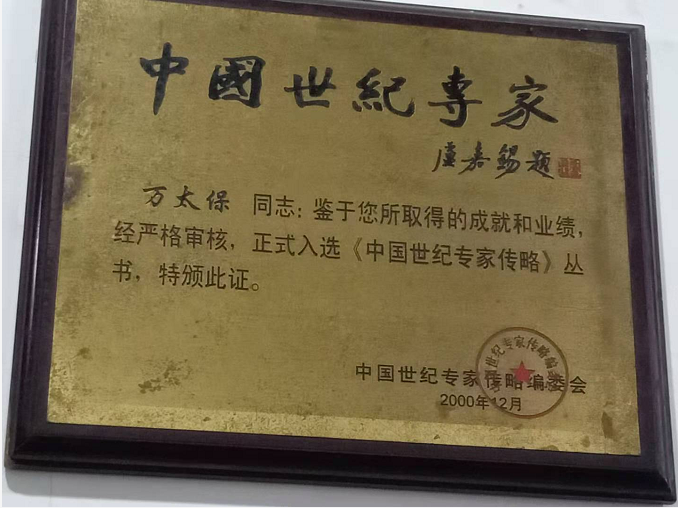 中國世紀専家
盧嘉錫題
万太保 同志：鉴于您所取得的成就和业绩，
经严格审核，正式入选《中国世纪专家传略》丛
书，特颁此证。
中国世纪专家传略编委会
2000年12月